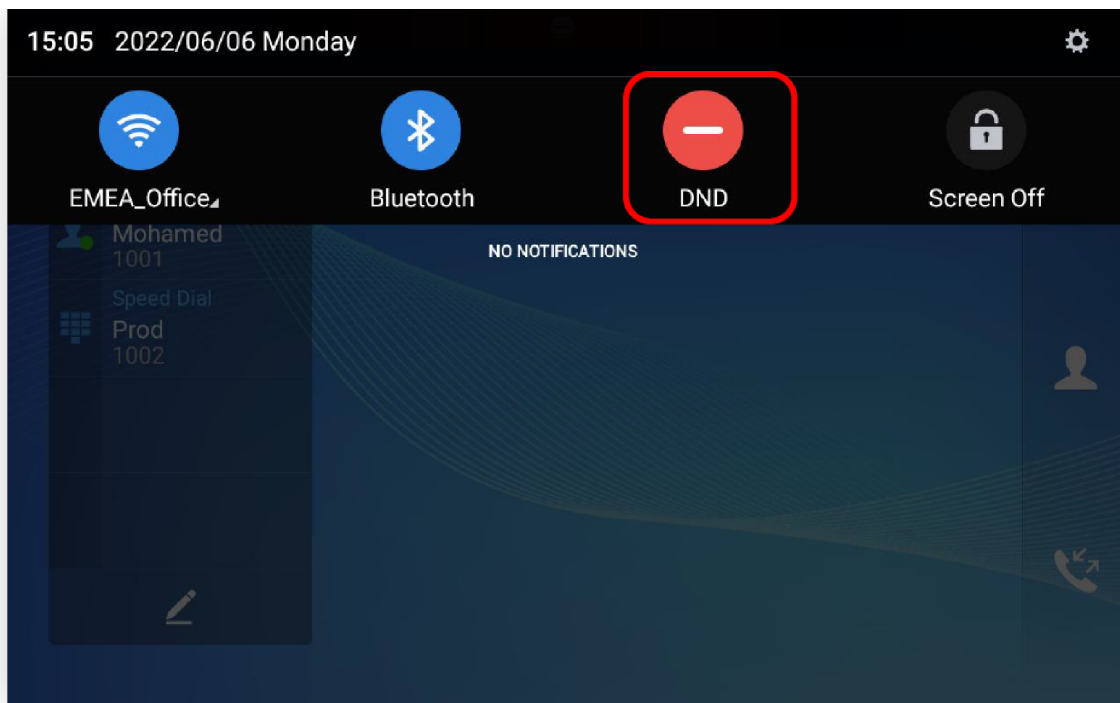 15:05 2022/06/06 Monday
EMEA_Office Bluetooth DND Screen Off
NO NOTIFICATIONS
Mohamed
1001
Speed Dial
Prod
1002